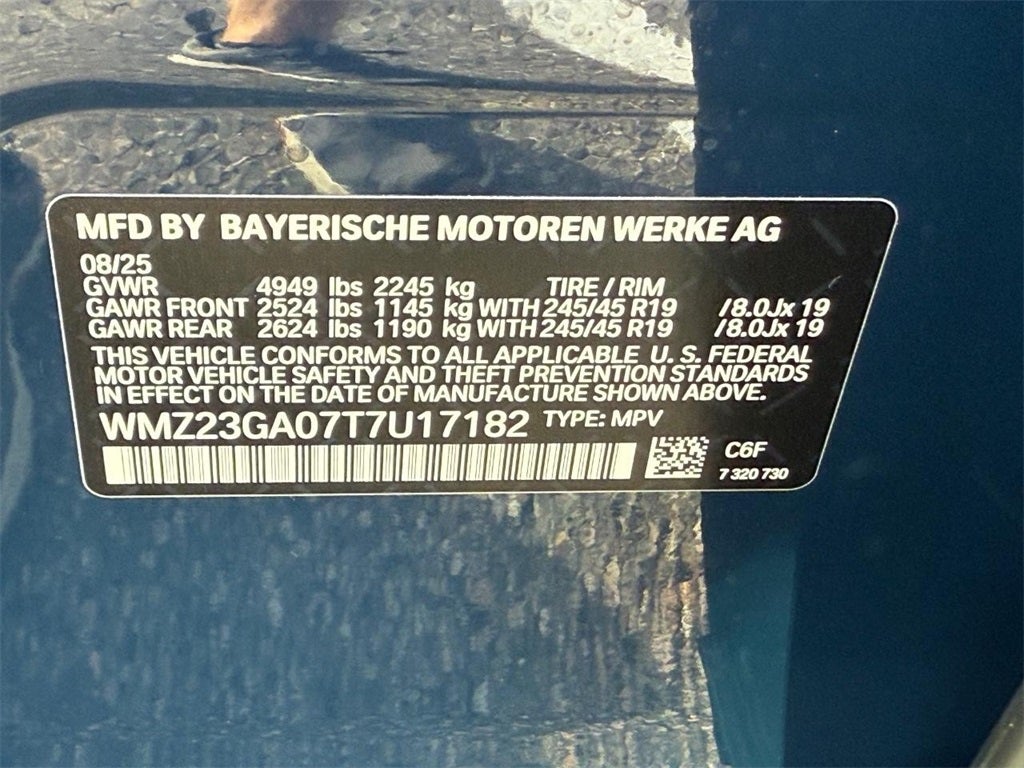 MFD BY BAYERISCHE MOTOREN WERKE AG
08/25
GVWR 4949 lbs 2245 kg TIRE / RIM
GAWR FRONT 2524 lbs 1145 kg WITH 245/45 R19 /8.0Jx 19
GAWR REAR 2624 lbs 1190 kg WITH 245/45 R19 /8.0Jx 19
THIS VEHICLE CONFORMS TO ALL APPLICABLE U. S. FEDERAL
MOTOR VEHICLE SAFETY AND THEFT PREVENTION STANDARDS
IN EFFECT ON THE DATE OF MANUFACTURE SHOWN ABOVE.
WMZ23GA07T7U17182 TYPE: MPV
C6F
7 320 730